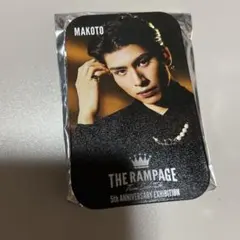 MAKOTO
THE RAMPAGE
5th ANNIVERSARY EXHIBITION